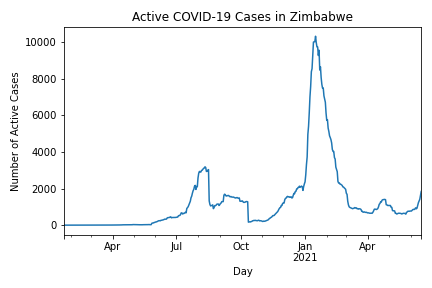 Active COVID-19 Cases in Zimbabwe
Number of Active Cases
10000
8000
6000
4000
2000
0
Apr
Jul
Oct
Jan
2021
Apr
Day